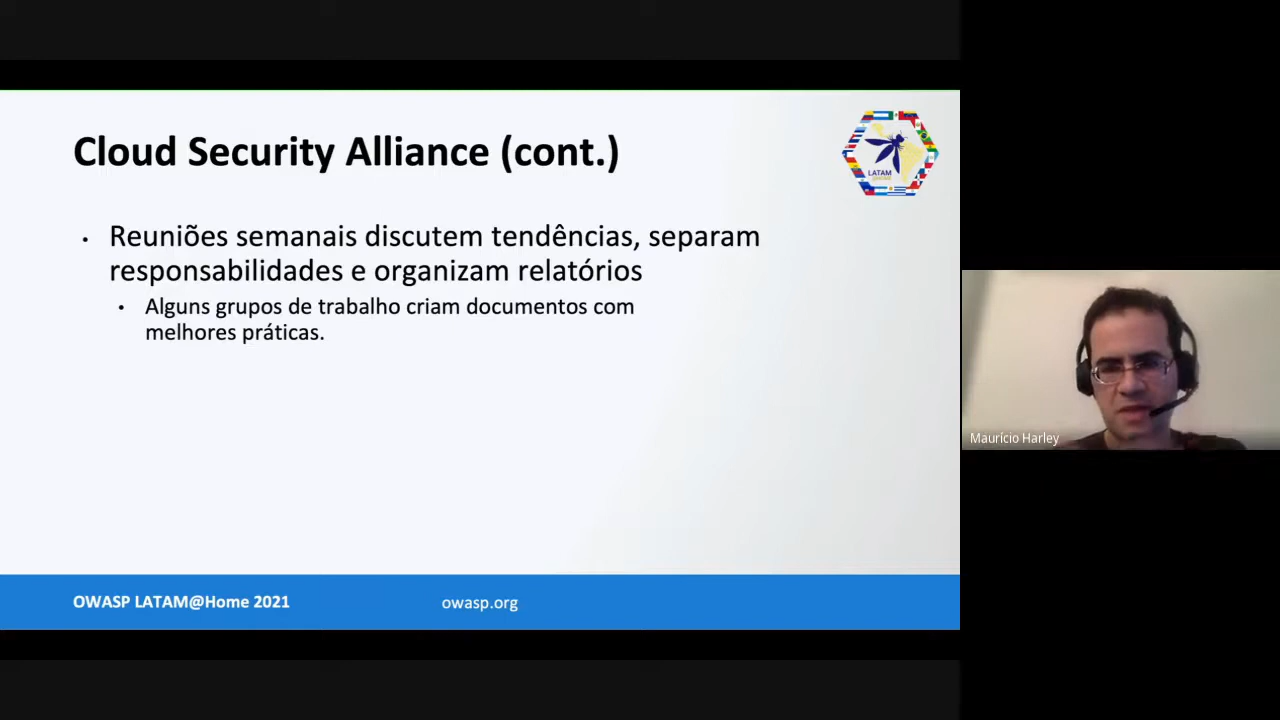 Cloud Security Alliance (cont.)
LATAM
• Reuniões semanais discutem tendências, separam
responsabilidades e organizam relatórios
• Alguns grupos de trabalho criam documentos com
melhores práticas.
Maurício Harley
OWASP LATAM@Home 2021
owasp.org